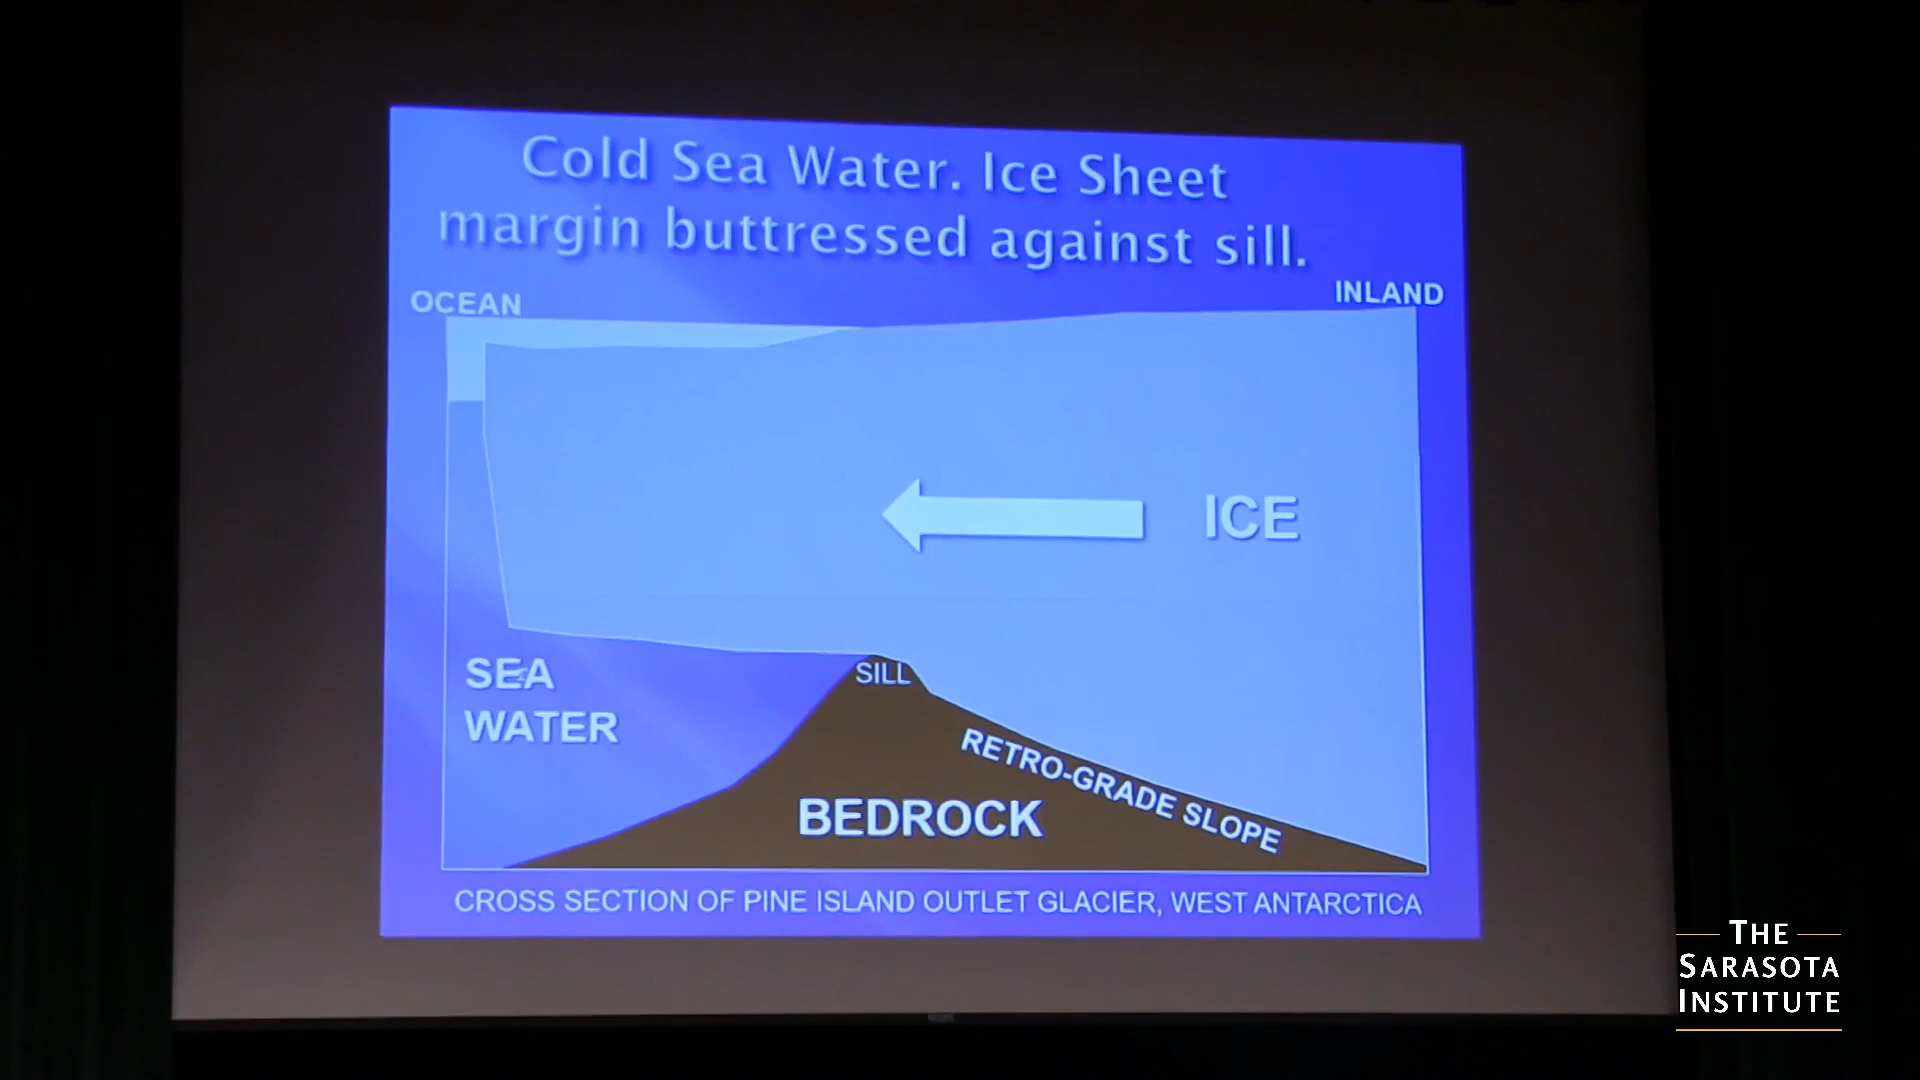 Cold Sea Water. Ice Sheet
margin buttressed against sill.
OCEAN
INLAND
ICE
SEA
WATER
SILL
RETRO-GRADE SLOPE
BEDROCK
CROSS SECTION OF PINE ISLAND OUTLET GLACIER, WEST ANTARCTICA
THE
SARASOTA
INSTITUTE